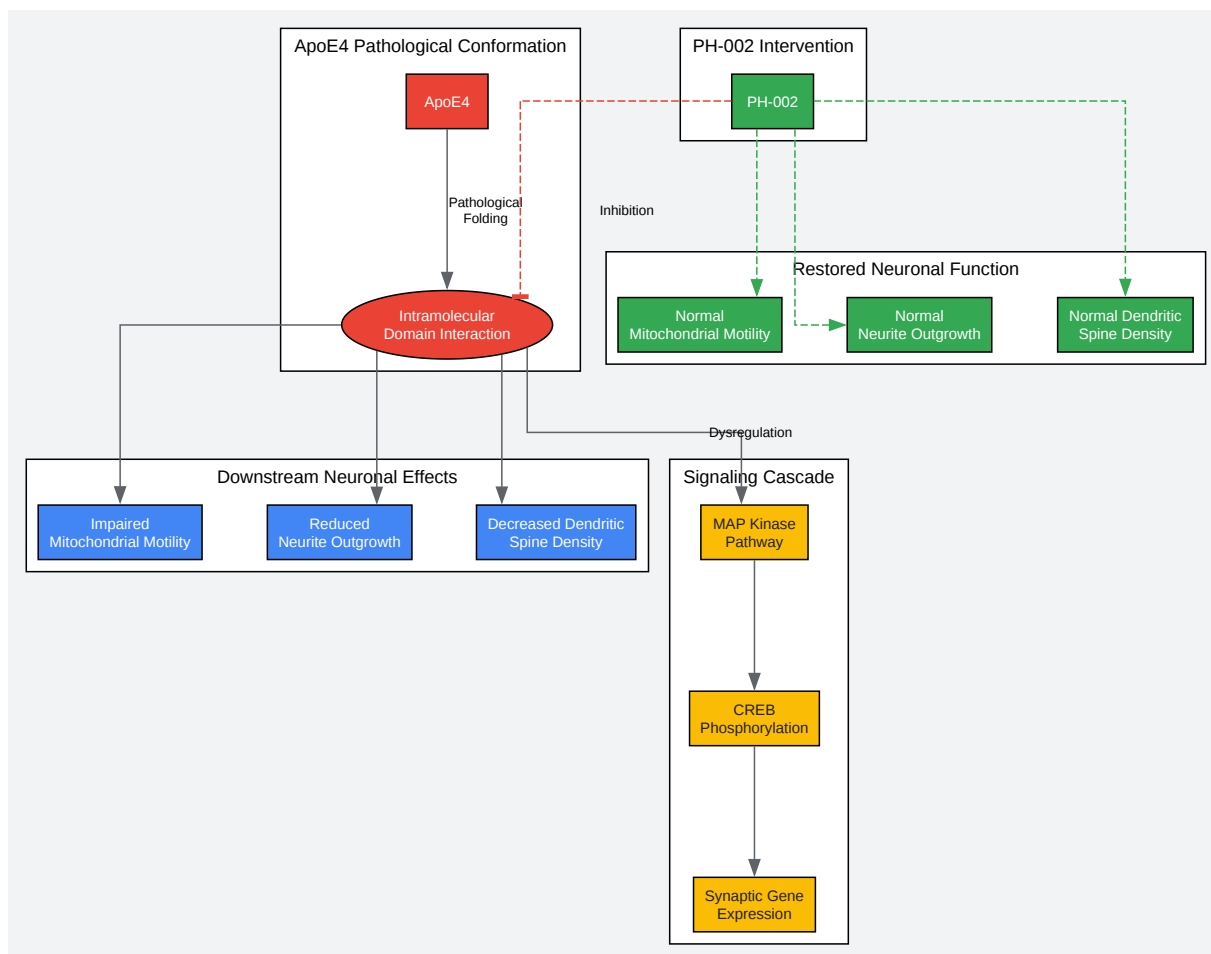 ApoE4 Pathological Conformation
PH-002 Intervention
ApoE4
PH-002
Pathological
Folding
Inhibition
Restored Neuronal Function
Intramolecular
Domain Interaction
Normal
Mitochondrial Motility
Normal
Neurite Outgrowth
Normal Dendritic
Spine Density
Dysregulation
Downstream Neuronal Effects
Signaling Cascade
Impaired
Mitochondrial Motility
Reduced
Neurite Outgrowth
Decreased Dendritic
Spine Density
MAP Kinase
Pathway
CREB
Phosphorylation
Synaptic Gene
Expression